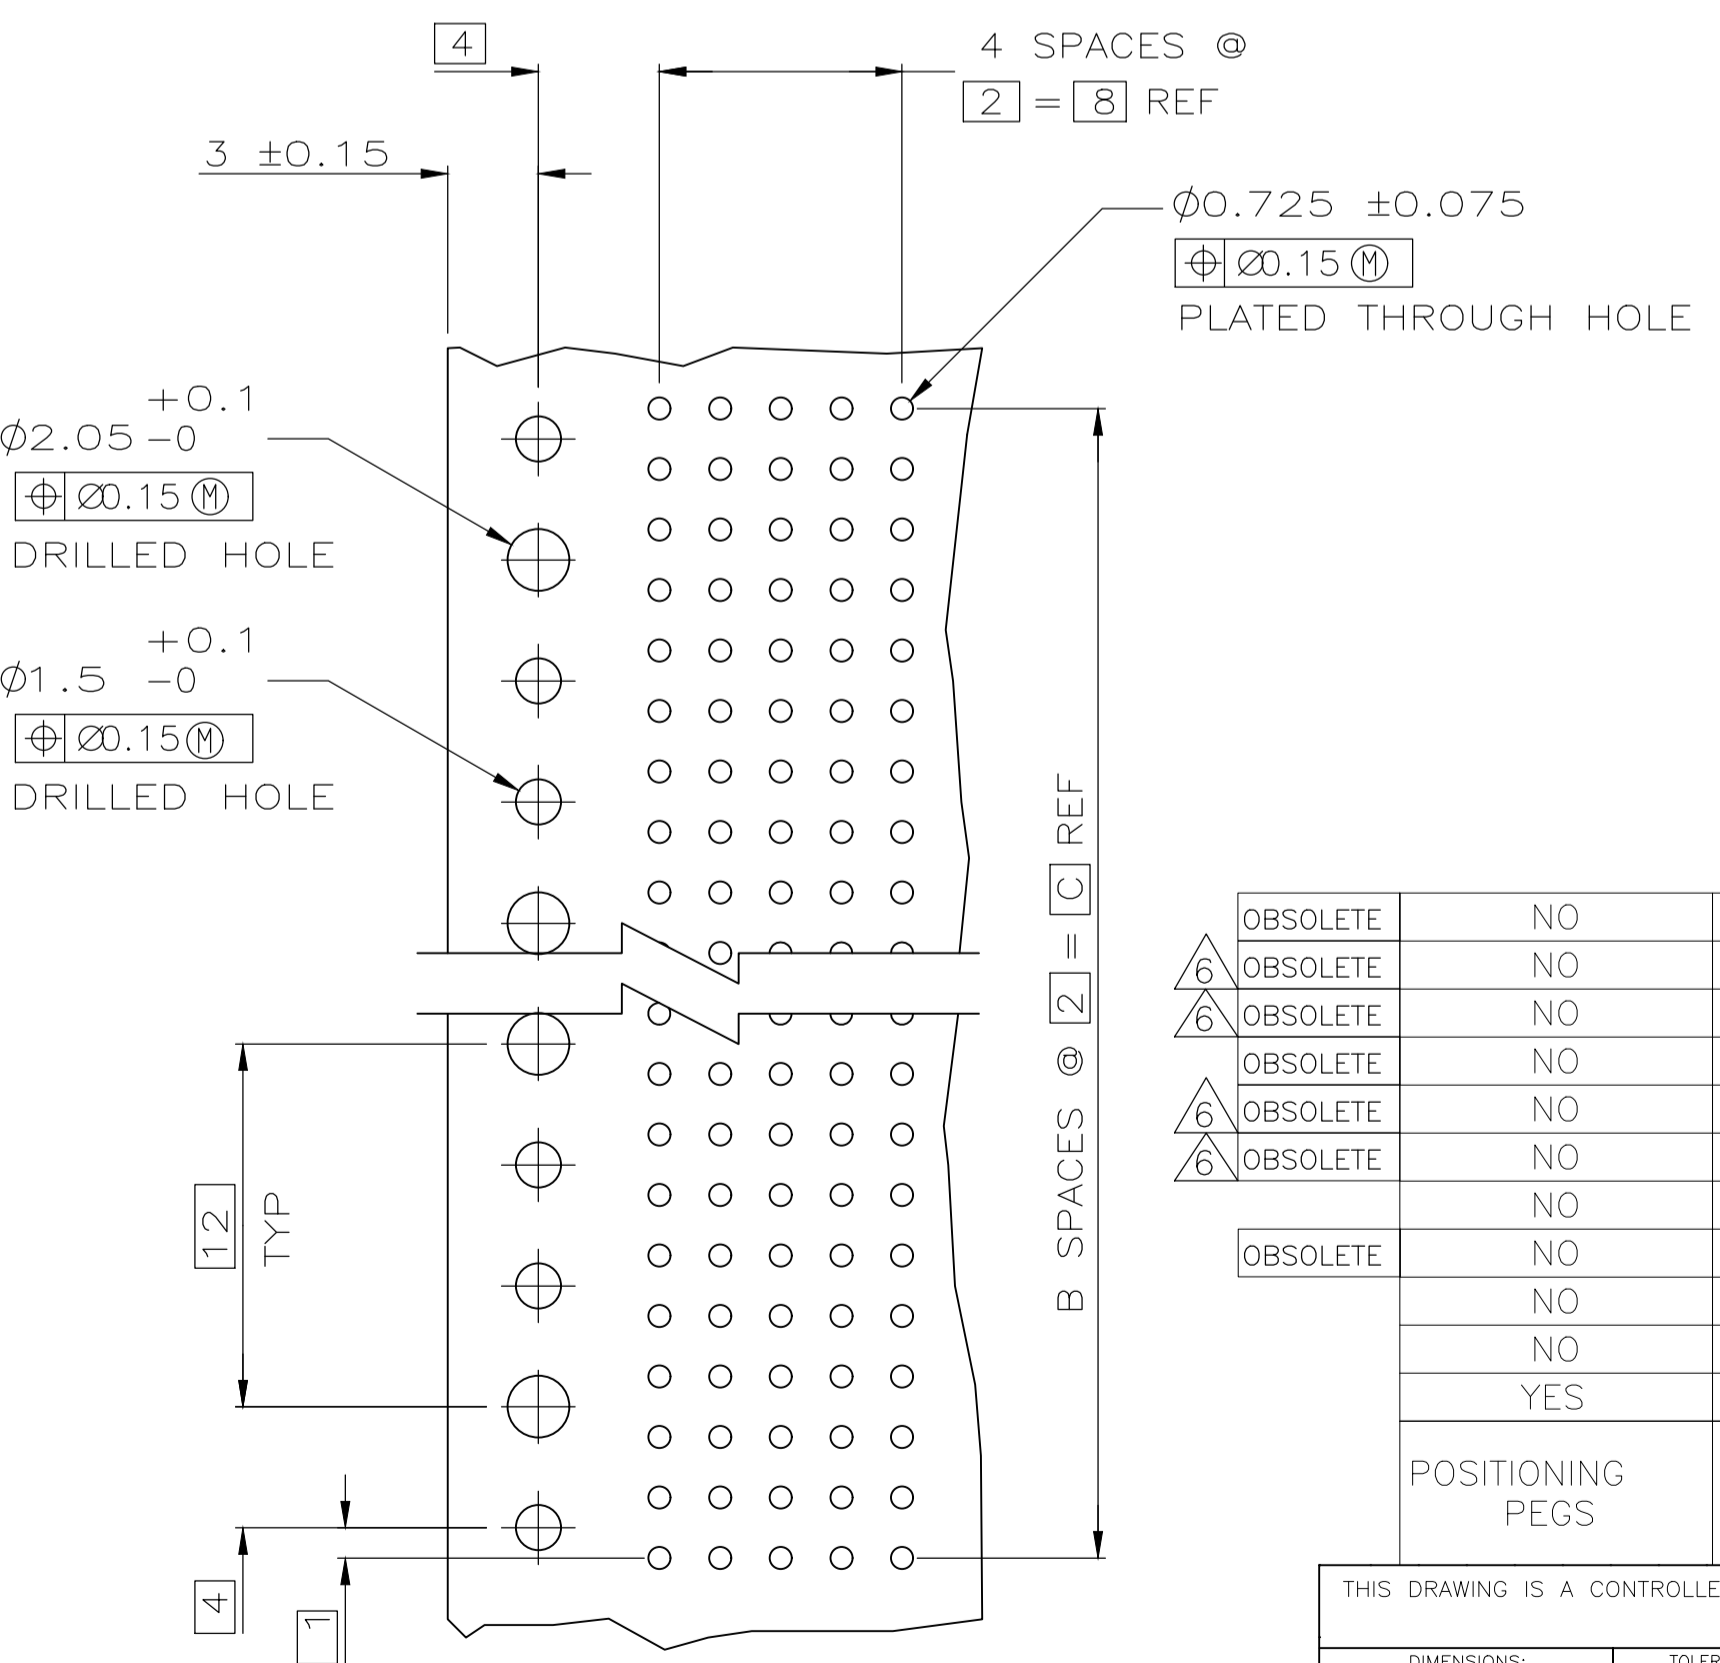 4
4 SPACES @
2 = 8 REF
3 ±0.15
Ø0.725 ±0.075
⌖ Ø0.15 Ⓜ
PLATED THROUGH HOLE
+0.1
Ø2.05 -0
⌖ Ø0.15 Ⓜ
DRILLED HOLE
+0.1
Ø1.5 -0
⌖ Ø0.15 Ⓜ
DRILLED HOLE
B SPACES @ 2 = C REF
12
TYP
4
1
OBSOLETE NO
6 OBSOLETE NO
6 OBSOLETE NO
OBSOLETE NO
6 OBSOLETE NO
6 OBSOLETE NO
NO
OBSOLETE NO
NO
NO
YES
POSITIONING
PEGS
THIS DRAWING IS A CONTROLLE
DIMENSIONS: TOLER